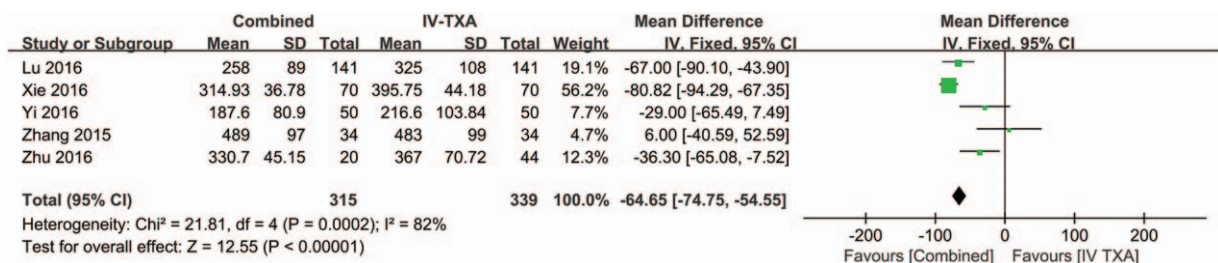 Combined IV-TXA Mean Difference Mean Difference
Study or Subgroup Mean SD Total Mean SD Total Weight IV, Fixed, 95% CI IV, Fixed, 95% CI
Lu 2016 258 89 141 325 108 141 19.1% -67.00 [-90.10, -43.90]
Xie 2016 314.93 36.78 70 395.75 44.18 70 56.2% -80.82 [-94.29, -67.35]
Yi 2016 187.6 80.9 50 216.6 103.84 50 7.7% -29.00 [-65.49, 7.49]
Zhang 2015 489 97 34 483 99 34 4.7% 6.00 [-40.59, 52.59]
Zhu 2016 330.7 45.15 20 367 70.72 44 12.3% -36.30 [-65.08, -7.52]
Total (95% CI) 315 339 100.0% -64.65 [-74.75, -54.55]
Heterogeneity: Chi² = 21.81, df = 4 (P = 0.0002); I² = 82%
Test for overall effect: Z = 12.55 (P < 0.00001)
-200 -100 0 100 200
Favours [Combined] Favours [IV TXA]